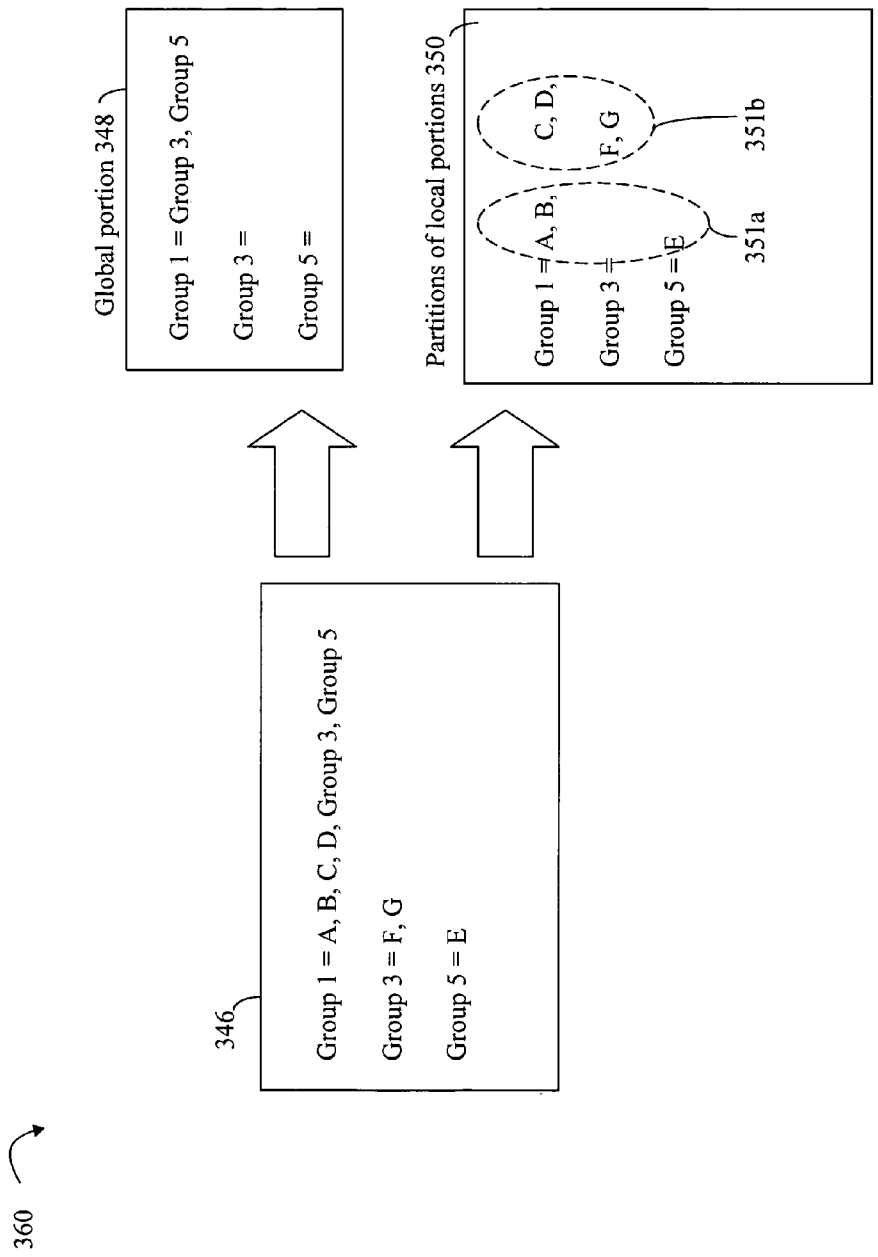 360
346
Group 1 = A, B, C, D, Group 3, Group 5
Group 3 = F, G
Group 5 = E
Global portion 348
Group 1 = Group 3, Group 5
Group 3 =
Group 5 =
Partitions of local portions 350
Group 1 = A, B, C, D,
Group 3 = F, G
Group 5 = E
351a
351b